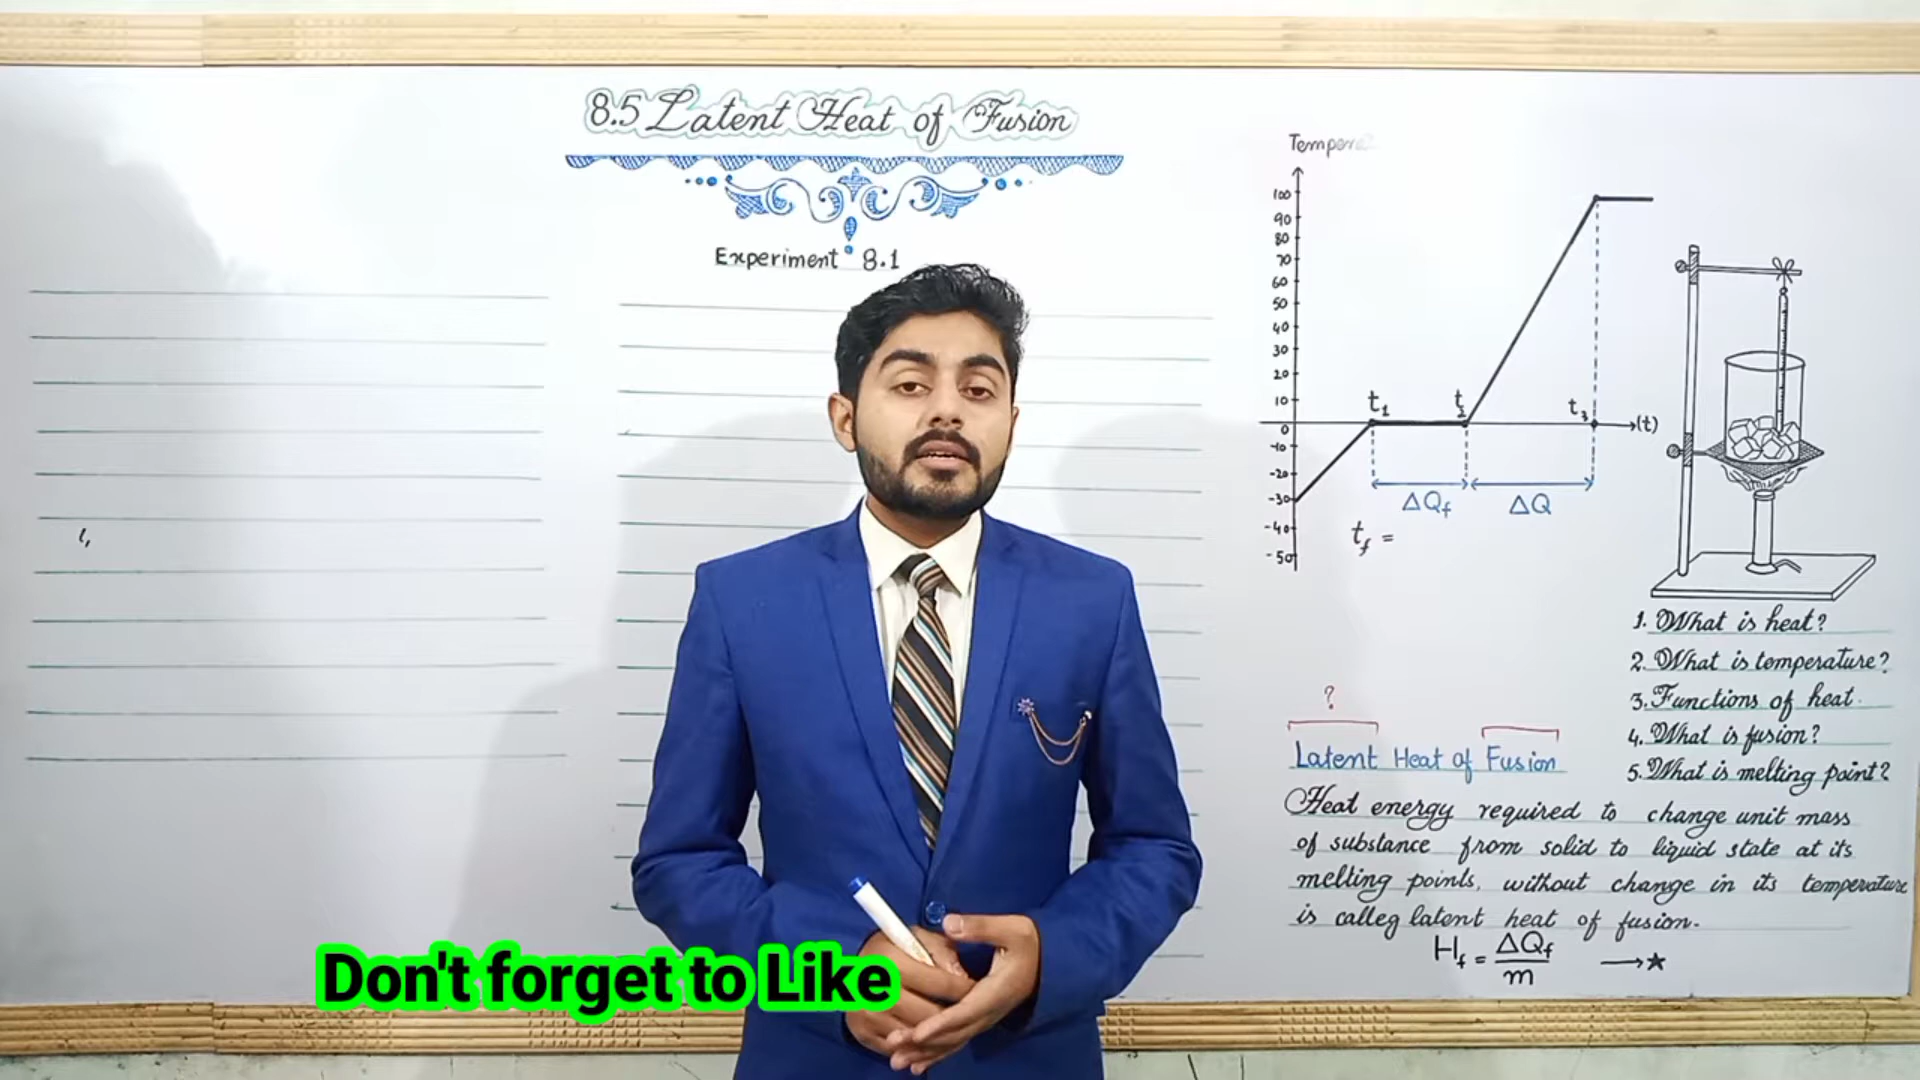 8.5 Latent Heat of Fusion
Experiment 8.1
Tempera
100
90
80
70
60
50
40
30
20
10
0
-10
-20
-30
-40
-50
t1
t2
t3
(t)
ΔQf
ΔQ
tf =
1. What is heat?
2. What is temperature?
3. Functions of heat.
4. What is fusion?
5. What is melting point?
?
Latent Heat of Fusion
Heat energy required to change unit mass
of substance from solid to liquid state at its
melting points, without change in its temperature
is calleg latent heat of fusion.
Hf = ΔQf / m → ★
Don't forget to Like